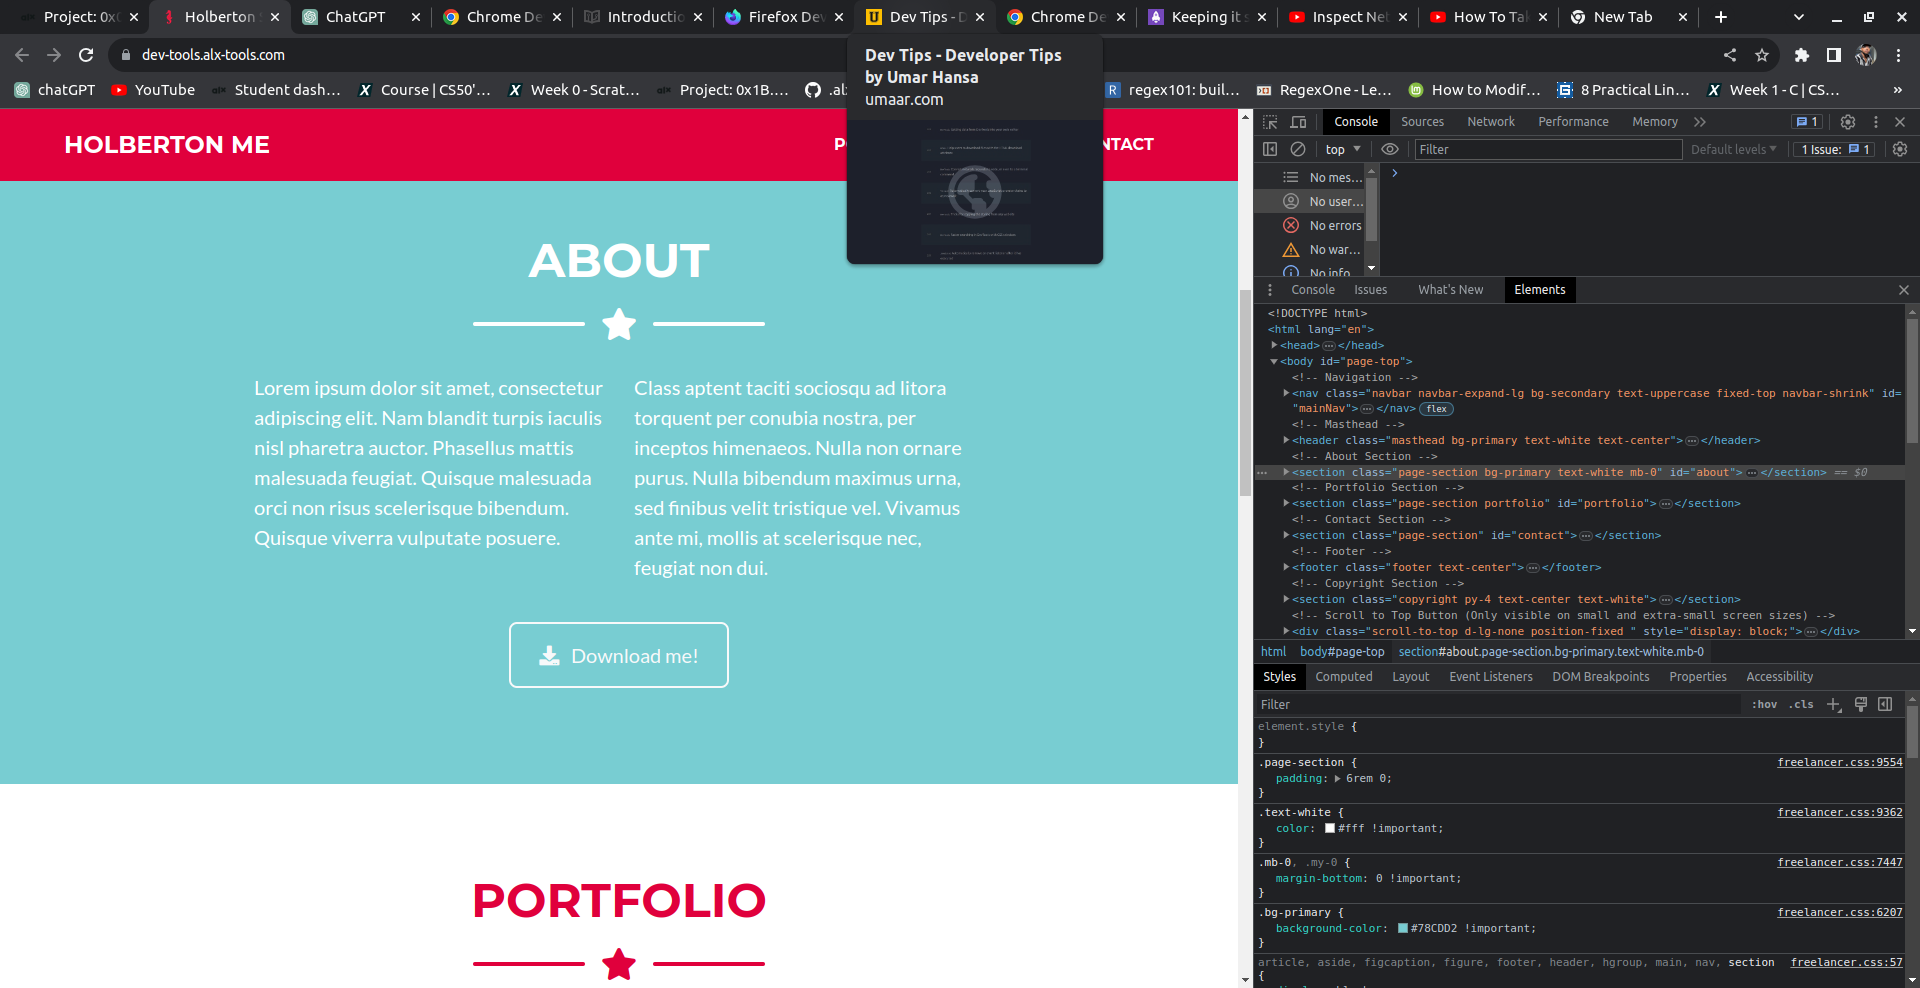 Project: 0x0
Holberton S
ChatGPT
Chrome De
Introductio
Firefox Dev
Dev Tips - D
Chrome De
Keeping it s
Inspect Net
How To Tak
New Tab
dev-tools.alx-tools.com
Dev Tips - Developer Tips
by Umar Hansa
umaar.com
chatGPT
YouTube
Student dash...
Course | CS50'...
Week 0 - Scrat...
Project: 0x1B....
.al
regex101: buil...
RegexOne - Le...
How to Modif...
8 Practical Lin...
Week 1 - C | CS...
»
HOLBERTON ME
P
NTACT
ABOUT
Lorem ipsum dolor sit amet, consectetur
adipiscing elit. Nam blandit turpis iaculis
nisl pharetra auctor. Phasellus mattis
malesuada feugiat. Quisque malesuada
orci non risus scelerisque bibendum.
Quisque viverra vulputate posuere.
Class aptent taciti sociosqu ad litora
torquent per conubia nostra, per
inceptos himenaeos. Nulla non ornare
purus. Nulla bibendum maximus urna,
sed finibus velit tristique vel. Vivamus
ante mi, mollis at scelerisque nec,
feugiat non dui.
Download me!
PORTFOLIO
Console
Sources
Network
Performance
Memory
1
top
Filter
Default levels
1 Issue: 1
No mes...
No user...
No errors
No war...
No info
Console
Issues
What's New
Elements
<!DOCTYPE html>
<html lang="en">
<head>…</head>
<body id="page-top">
<!-- Navigation -->
<nav class="navbar navbar-expand-lg bg-secondary text-uppercase fixed-top navbar-shrink" id=
"mainNav">…</nav> flex
<!-- Masthead -->
<header class="masthead bg-primary text-white text-center">…</header>
<!-- About Section -->
<section class="page-section bg-primary text-white mb-0" id="about">…</section> == $0
<!-- Portfolio Section -->
<section class="page-section portfolio" id="portfolio">…</section>
<!-- Contact Section -->
<section class="page-section" id="contact">…</section>
<!-- Footer -->
<footer class="footer text-center">…</footer>
<!-- Copyright Section -->
<section class="copyright py-4 text-center text-white">…</section>
<!-- Scroll to Top Button (Only visible on small and extra-small screen sizes) -->
<div class="scroll-to-top d-lg-none position-fixed " style="display: block;">…</div>
html
body#page-top
section#about.page-section.bg-primary.text-white.mb-0
Styles
Computed
Layout
Event Listeners
DOM Breakpoints
Properties
Accessibility
Filter
:hov
.cls
element.style {
}
.page-section {
freelancer.css:9554
padding: 6rem 0;
}
.text-white {
freelancer.css:9362
color: #fff !important;
}
.mb-0, .my-0 {
freelancer.css:7447
margin-bottom: 0 !important;
}
.bg-primary {
freelancer.css:6207
background-color: #78CDD2 !important;
}
article, aside, figcaption, figure, footer, header, hgroup, main, nav, section
freelancer.css:57
{